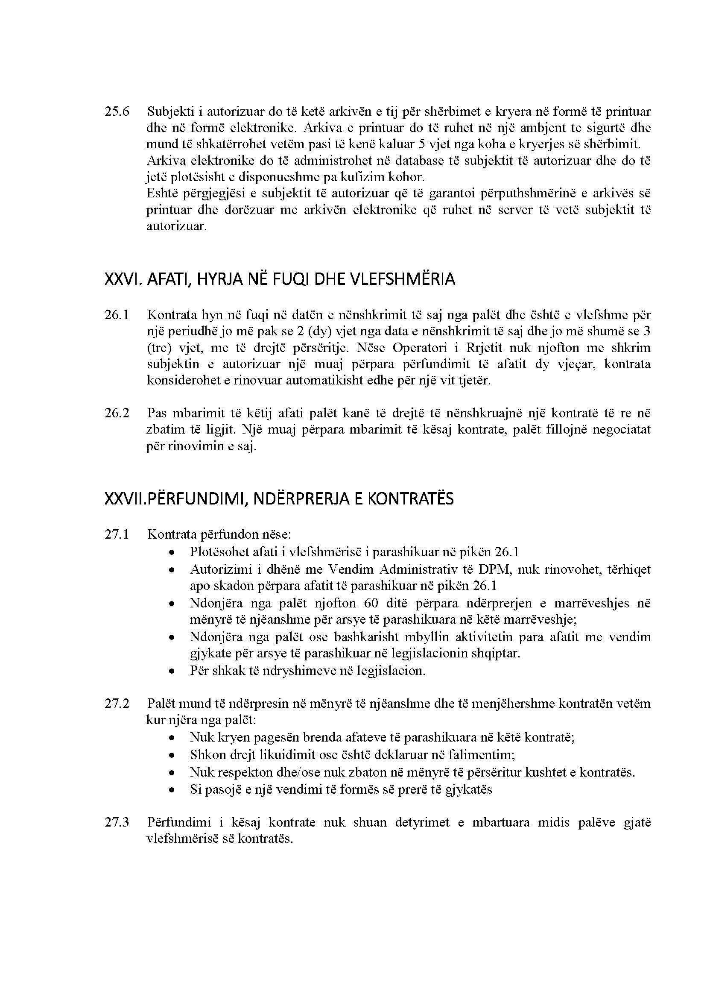 25.6 Subjekti i autorizuar do të ketë arkivën e tij për shërbimet e kryera në formë të printuar
dhe në formë elektronike. Arkiva e printuar do të ruhet në një ambjent te sigurtë dhe
mund të shkatërrohet vetëm pasi të kenë kaluar 5 vjet nga koha e kryerjes së shërbimit.
Arkiva elektronike do të administrohet në database të subjektit të autorizuar dhe do të
jetë plotësisht e disponueshme pa kufizim kohor.
Eshtë përgjegjësi e subjektit të autorizuar që të garantoi përputhshmërinë e arkivës së
printuar dhe dorëzuar me arkivën elektronike që ruhet në server të vetë subjektit të
autorizuar.
XXVI. AFATI, HYRJA NË FUQI DHE VLEFSHMËRIA
26.1 Kontrata hyn në fuqi në datën e nënshkrimit të saj nga palët dhe është e vlefshme për
një periudhë jo më pak se 2 (dy) vjet nga data e nënshkrimit të saj dhe jo më shumë se 3
(tre) vjet, me të drejtë përsëritje. Nëse Operatori i Rrjetit nuk njofton me shkrim
subjektin e autorizuar një muaj përpara përfundimit të afatit dy vjeçar, kontrata
konsiderohet e rinovuar automatikisht edhe për një vit tjetër.
26.2 Pas mbarimit të këtij afati palët kanë të drejtë të nënshkruajnë një kontratë të re në
zbatim të ligjit. Një muaj përpara mbarimit të kësaj kontrate, palët fillojnë negociatat
për rinovimin e saj.
XXVII.PËRFUNDIMI, NDËRPRERJA E KONTRATËS
27.1 Kontrata përfundon nëse:
• Plotësohet afati i vlefshmërisë i parashikuar në pikën 26.1
• Autorizimi i dhënë me Vendim Administrativ të DPM, nuk rinovohet, tërhiqet
apo skadon përpara afatit të parashikuar në pikën 26.1
• Ndonjëra nga palët njofton 60 ditë përpara ndërprerjen e marrëveshjes në
mënyrë të njëanshme për arsye të parashikuara në këtë marrëveshje;
• Ndonjëra nga palët ose bashkarisht mbyllin aktivitetin para afatit me vendim
gjykate për arsye të parashikuar në legjislacionin shqiptar.
• Për shkak të ndryshimeve në legjislacion.
27.2 Palët mund të ndërpresin në mënyrë të njëanshme dhe të menjëhershme kontratën vetëm
kur njëra nga palët:
• Nuk kryen pagesën brenda afateve të parashikuara në këtë kontratë;
• Shkon drejt likuidimit ose është deklaruar në falimentim;
• Nuk respekton dhe/ose nuk zbaton në mënyrë të përsëritur kushtet e kontratës.
• Si pasojë e një vendimi të formës së prerë të gjykatës
27.3 Përfundimi i kësaj kontrate nuk shuan detyrimet e mbartuara midis palëve gjatë
vlefshmërisë së kontratës.